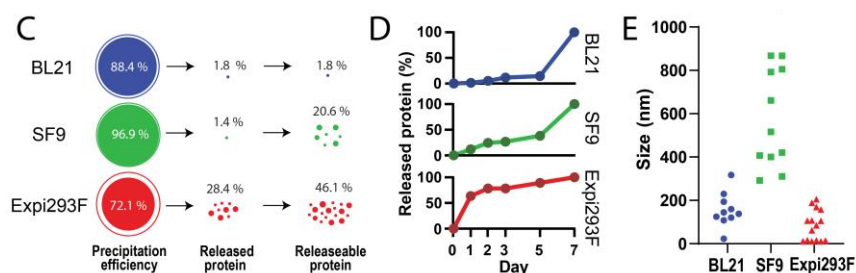 C
BL21
88.4 %
1.8 %
1.8 %
SF9
96.9 %
1.4 %
20.6 %
Expi293F
72.1 %
28.4 %
46.1 %
Precipitation
efficiency
Released
protein
Releaseable
protein
D
Released protein (%)
100
50
0
BL21
100
50
0
SF9
100
50
0
Expi293F
0 1 2 3 5 7
Day
E
Size (nm)
1000
800
600
400
200
0
BL21 SF9 Expi293F